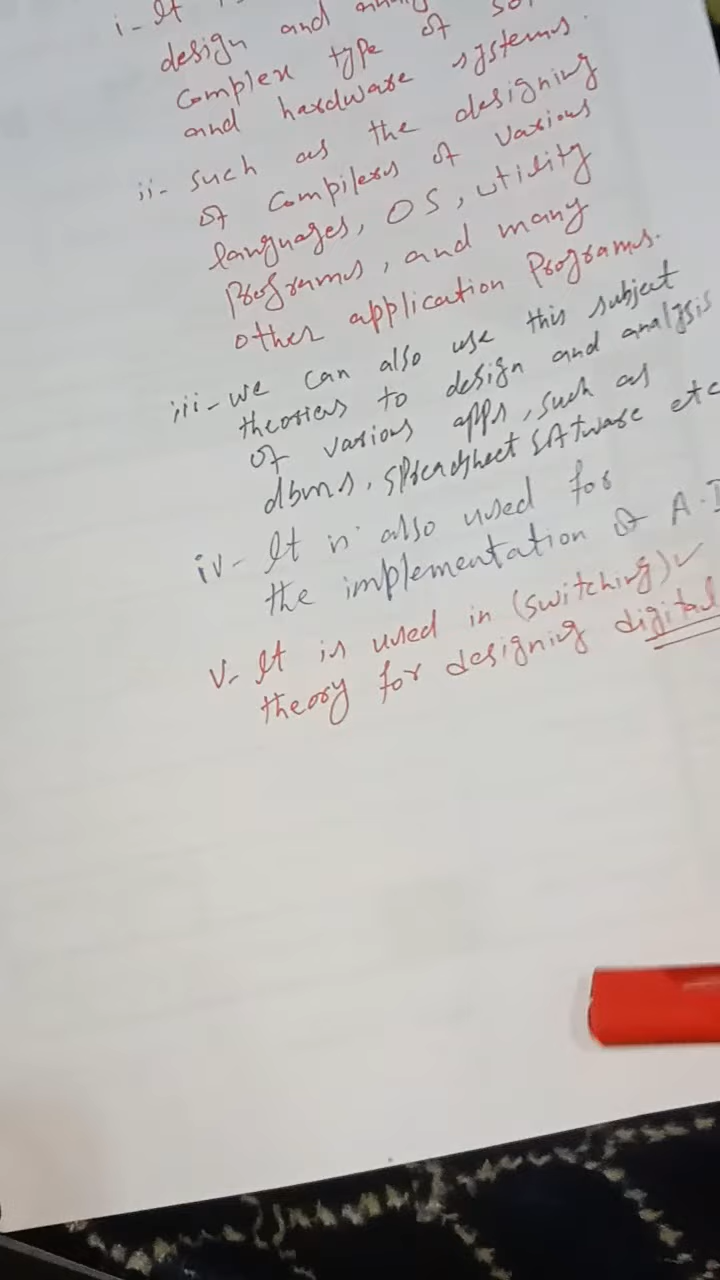 i- It
design and
complex type of
and hardware systems.
ii- such as the designing
of compilers of various
languages, OS, utility
Programs, and many
other application Programs.
iii- we can also use this subject
theories to design and analysis
of various apps, such as
dbms, spreadsheet software etc
iv- It is also used for
the implementation of A.I
v- It is used in (switching)✓
theory for designing digital